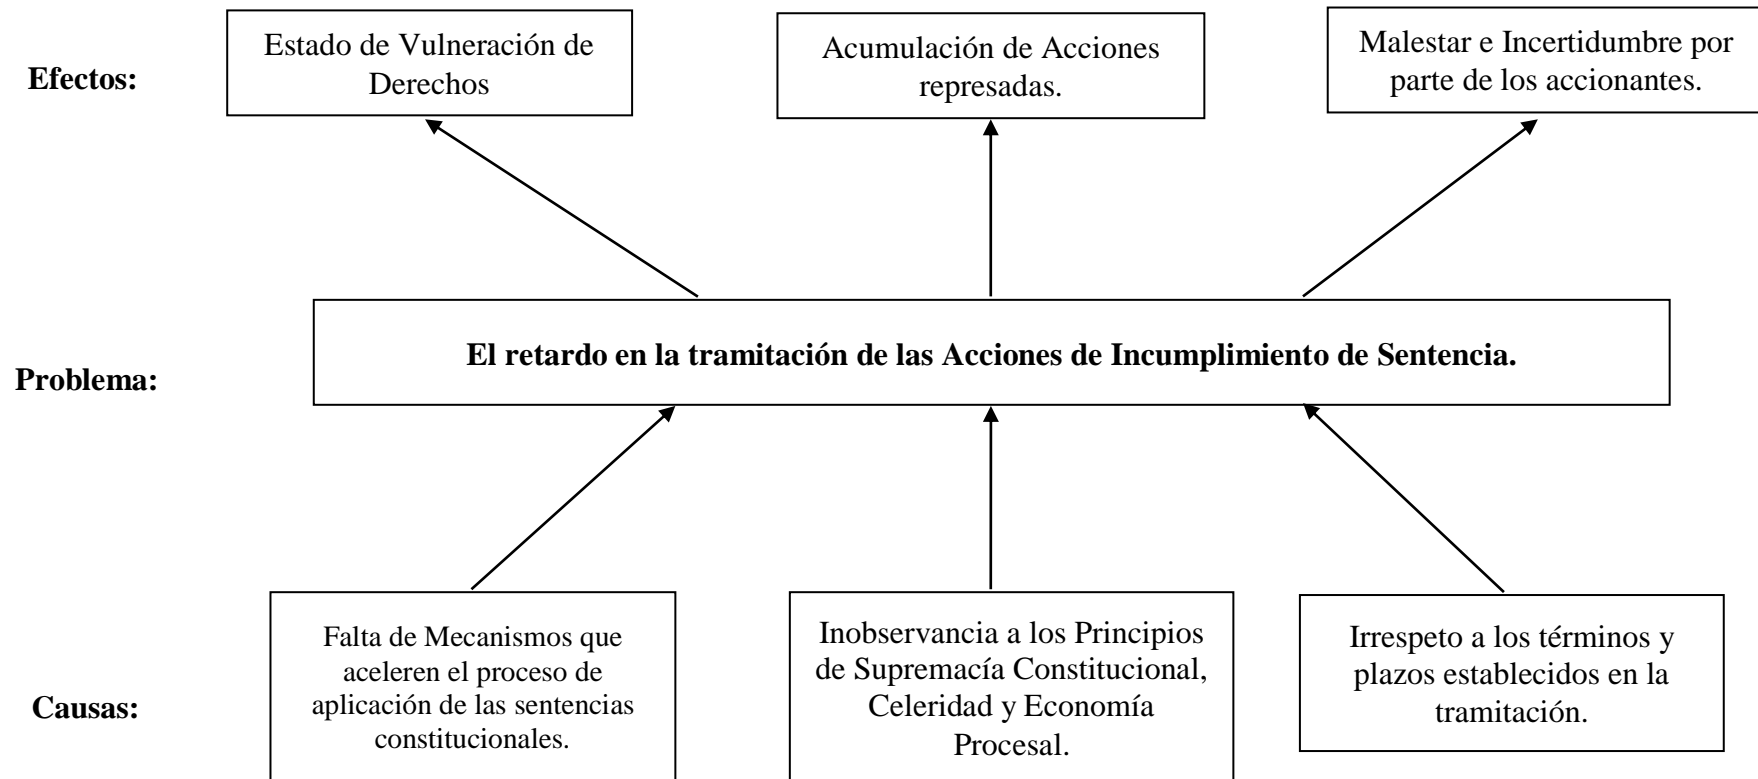 Efectos:
Estado de Vulneración de
Derechos
Acumulación de Acciones
represadas.
Malestar e Incertidumbre por
parte de los accionantes.
Problema:
El retardo en la tramitación de las Acciones de Incumplimiento de Sentencia.
Causas:
Falta de Mecanismos que
aceleren el proceso de
aplicación de las sentencias
constitucionales.
Inobservancia a los Principios
de Supremacía Constitucional,
Celeridad y Economía
Procesal.
Irrespeto a los términos y
plazos establecidos en la
tramitación.